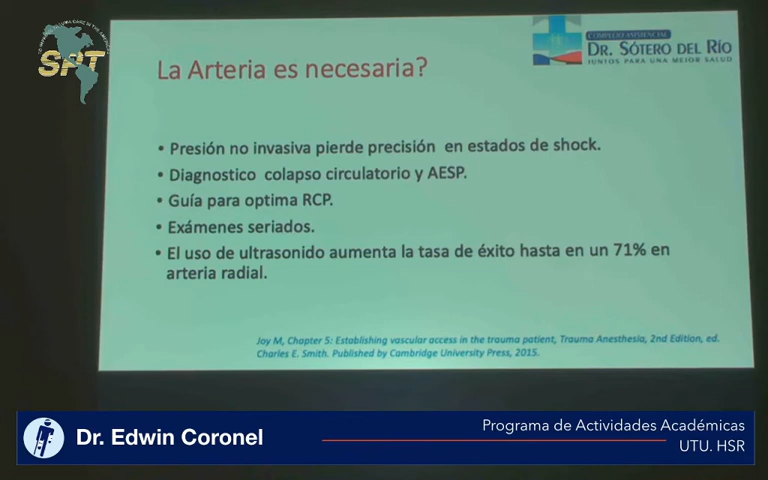 SPT
COMPLEJO ASISTENCIAL
DR. SÓTERO DEL RÍO
JUNTOS PARA UNA MEJOR SALUD
La Arteria es necesaria?
• Presión no invasiva pierde precisión en estados de shock.
• Diagnostico colapso circulatorio y AESP.
• Guía para optima RCP.
• Exámenes seriados.
• El uso de ultrasonido aumenta la tasa de éxito hasta en un 71% en
arteria radial.
Joy M, Chapter 5: Establishing vascular access in the trauma patient, Trauma Anesthesia, 2nd Edition, ed.
Charles E. Smith. Published by Cambridge University Press, 2015.
Dr. Edwin Coronel
Programa de Actividades Académicas
UTU. HSR